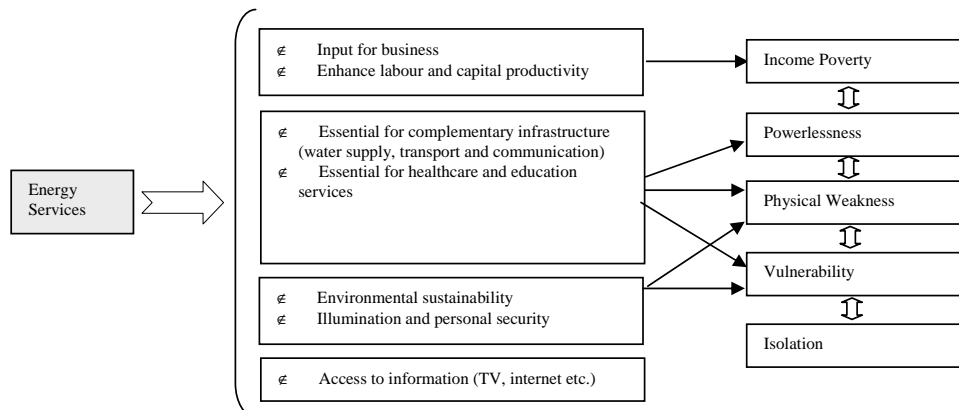 Energy
Services
∉ Input for business
∉ Enhance labour and capital productivity
∉ Essential for complementary infrastructure
(water supply, transport and communication)
∉ Essential for healthcare and education
services
∉ Environmental sustainability
∉ Illumination and personal security
∉ Access to information (TV, internet etc.)
Income Poverty
Powerlessness
Physical Weakness
Vulnerability
Isolation